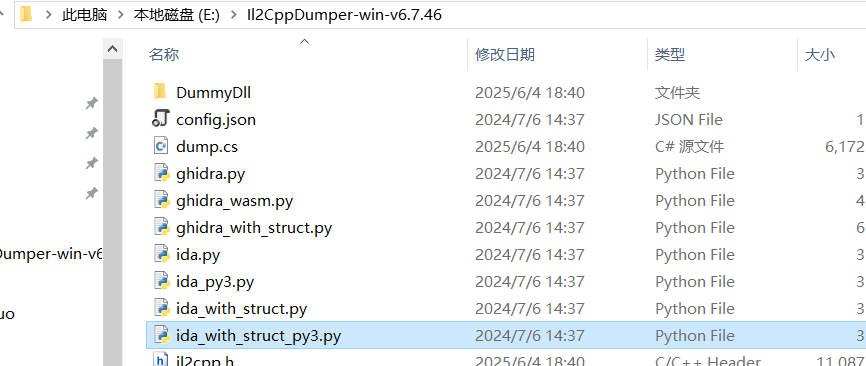 此电脑 › 本地磁盘 (E:) › Il2CppDumper-win-v6.7.46
名称 修改日期 类型 大小
DummyDll 2025/6/4 18:40 文件夹
config.json 2024/7/6 14:37 JSON File 1
dump.cs 2025/6/4 18:40 C# 源文件 6,172
ghidra.py 2024/7/6 14:37 Python File 3
ghidra_wasm.py 2024/7/6 14:37 Python File 4
ghidra_with_struct.py 2024/7/6 14:37 Python File 6
Dumper-win-v6 ida.py 2024/7/6 14:37 Python File 3
ida_py3.py 2024/7/6 14:37 Python File 3
uo ida_with_struct.py 2024/7/6 14:37 Python File 3
ida_with_struct_py3.py 2024/7/6 14:37 Python File 3
il2cpp.h 2025/6/4 18:40 C/C++ Header 11,087